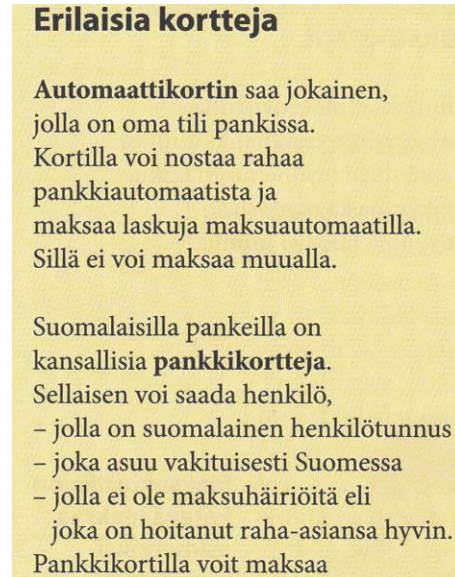 Erilaisia kortteja
Automaattikortin saa jokainen,
jolla on oma tili pankissa.
Kortilla voi nostaa rahaa
pankkiautomaatista ja
maksaa laskuja maksuautomaatilla.
Sillä ei voi maksaa muualla.
Suomalaisilla pankeilla on
kansallisia pankkikortteja.
Sellaisen voi saada henkilö,
– jolla on suomalainen henkilötunnus
– joka asuu vakituisesti Suomessa
– jolla ei ole maksuhäiriöitä eli
joka on hoitanut raha-asiansa hyvin.
Pankkikortilla voit maksaa